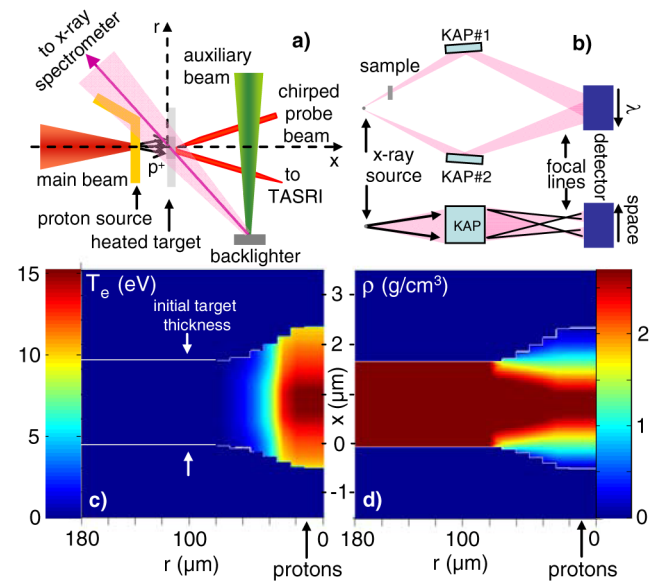 r
a)
to x-ray
spectrometer
auxiliary
beam
chirped
probe
beam
x
p+
main beam
to
TASRI
proton source
heated target
backlighter
b)
KAP#1
sample
λ
x-ray
source
KAP#2
focal
lines
detector
KAP
space
15
10
5
0
Te (eV)
initial target
thickness
c)
180
100
0
r (μm)
protons
3
2
1
0
-1
x (μm)
ρ (g/cm³)
d)
2
1
0
180
100
0
r (μm)
protons